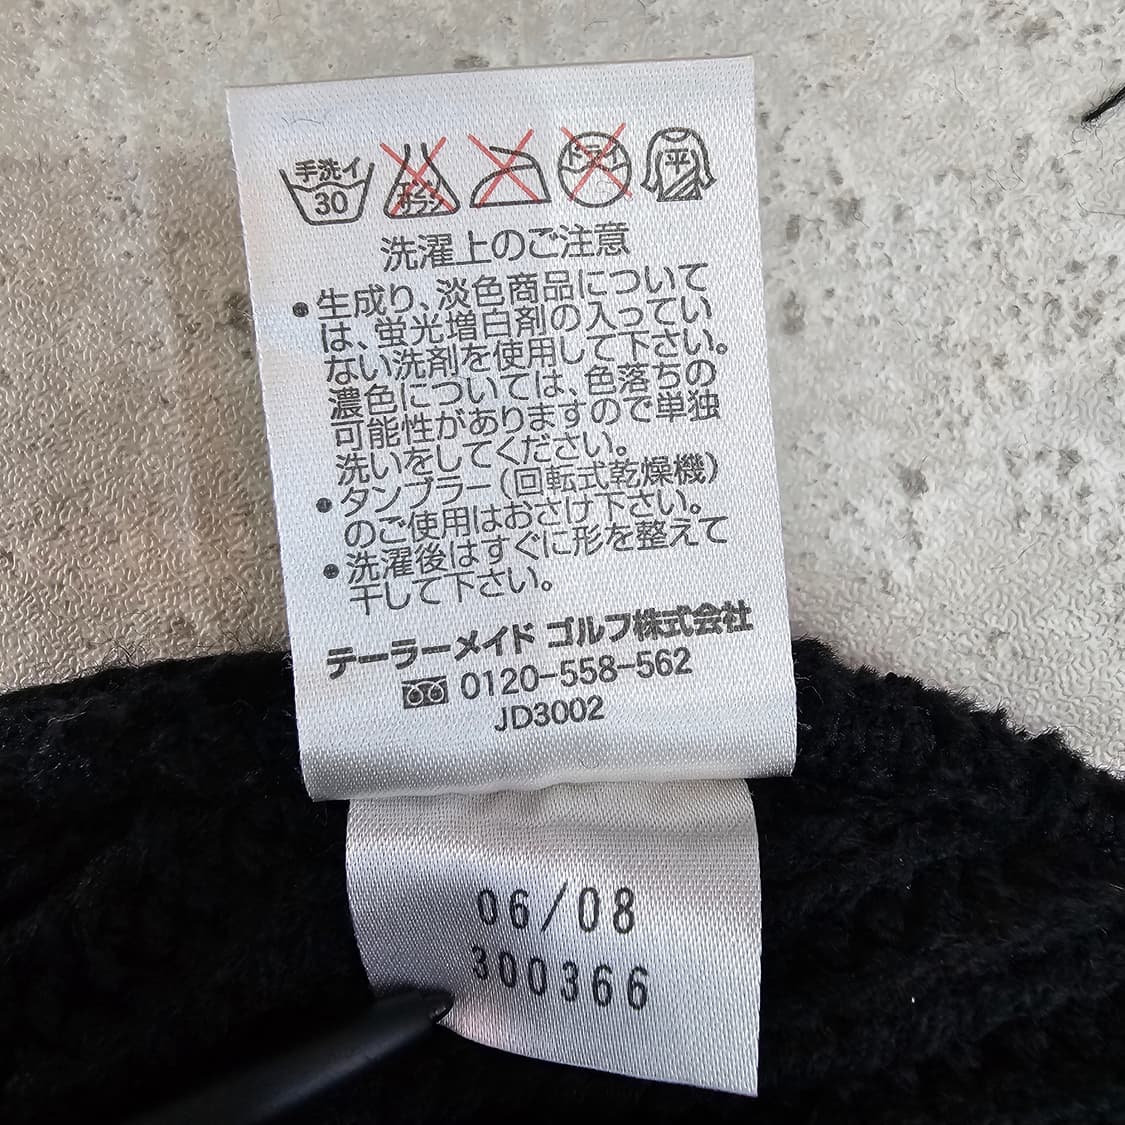 手洗イ
30
エンソ
サラシ
ドライ
平
洗濯上のご注意
•生成り、淡色商品について
は、蛍光増白剤の入ってい
ない洗剤を使用して下さい。
濃色については、色落ちの
可能性がありますので単独
洗いをしてください。
•タンブラー(回転式乾燥機)
のご使用はおさけ下さい。
•洗濯後はすぐに形を整えて
干して下さい。
テーラーメイド ゴルフ株式会社
0120-558-562
JD3002
06/08
300366